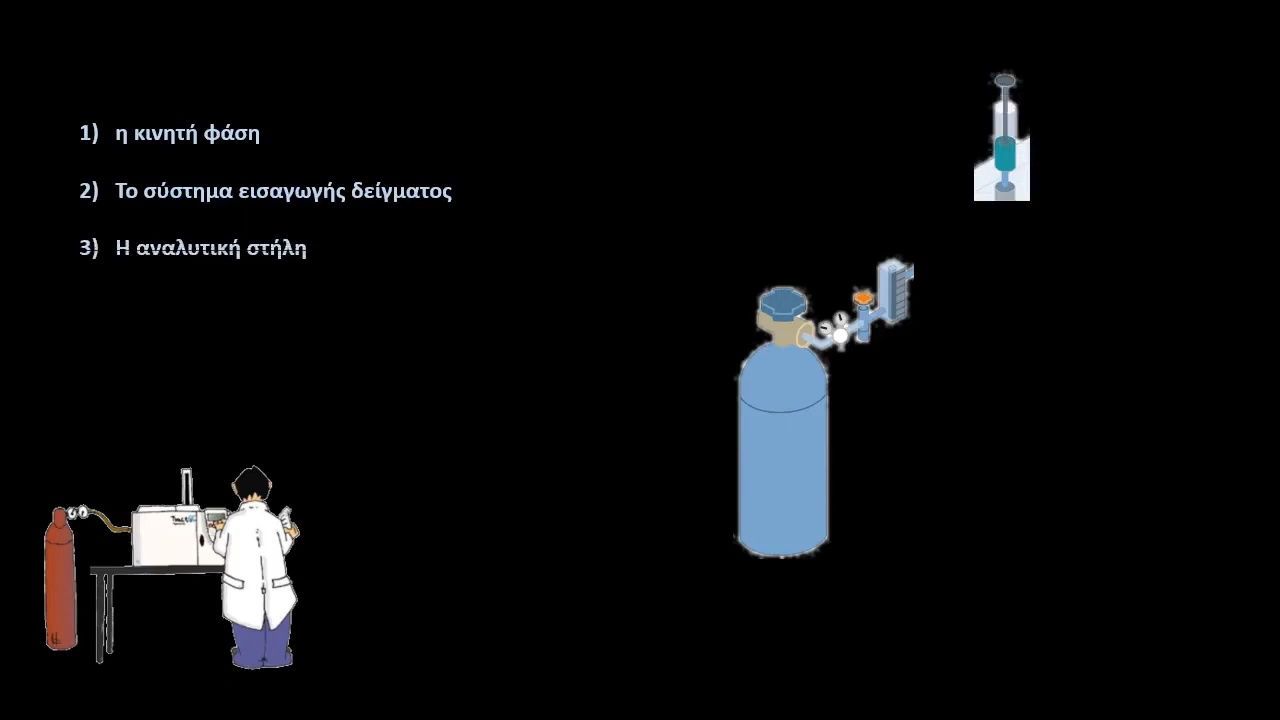 1) η κινητή φάση
2) Το σύστημα εισαγωγής δείγματος
3) Η αναλυτική στήλη